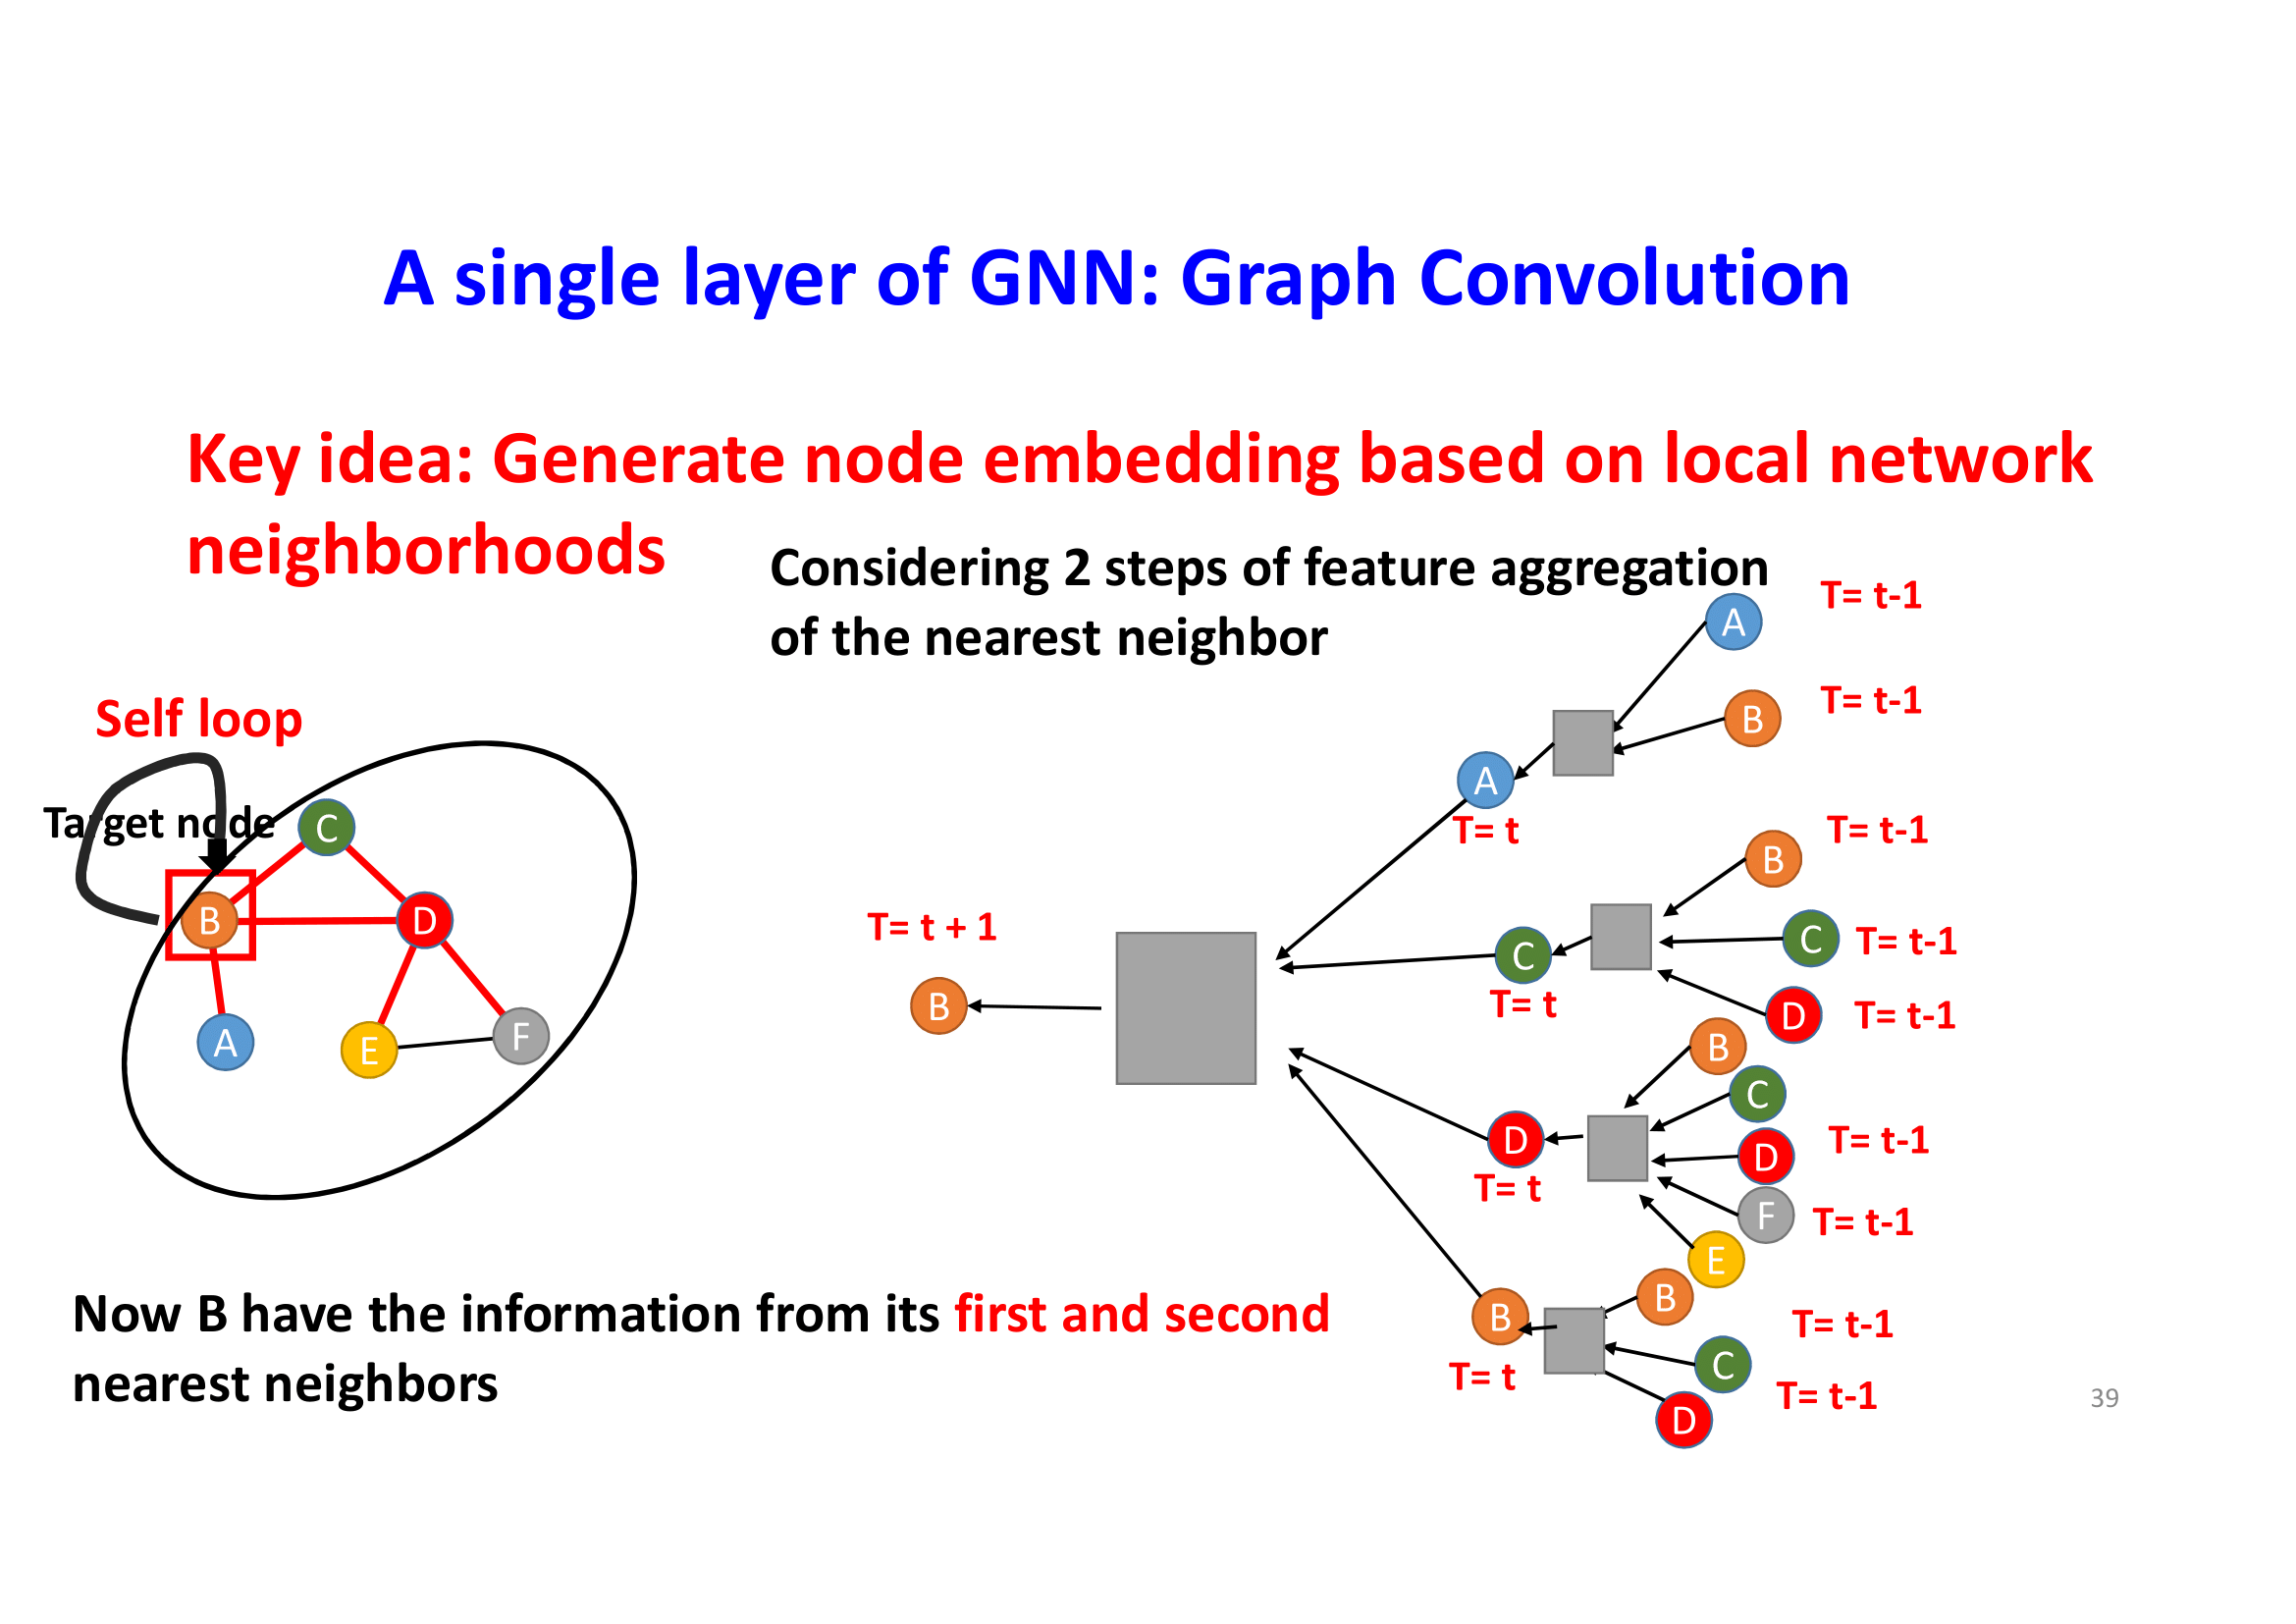 A single layer of GNN: Graph Convolution
Key idea: Generate node embedding based on local network
neighborhoods
Considering 2 steps of feature aggregation
of the nearest neighbor
Self loop
Target node
C
B
D
A
E
F
T= t + 1
B
A
T= t-1
B
T= t-1
A
T= t
B
T= t-1
C
T= t-1
C
T= t
D
T= t-1
B
C
D
T= t-1
D
T= t
F
T= t-1
E
B
T= t-1
B
T= t
C
T= t-1
D
Now B have the information from its first and second
nearest neighbors
39